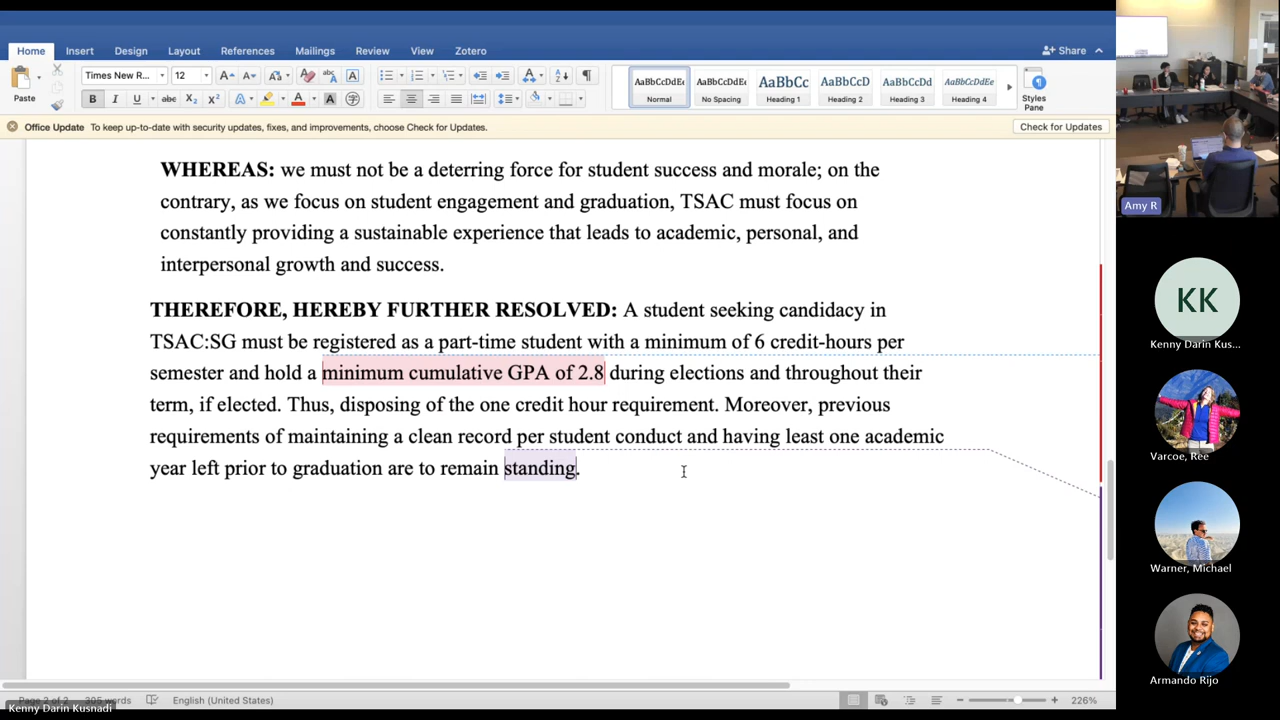 Home Insert Design Layout References Mailings Review View Zotero Share
Times New R... 12
AaBbCcDdEe AaBbCcDdEe AaBbCc AaBbCcD AaBbCcDd AaBbCcDdEe
Paste Normal No Spacing Heading 1 Heading 2 Heading 3 Heading 4 Styles Pane
Office Update To keep up-to-date with security updates, fixes, and improvements, choose Check for Updates. Check for Updates
WHEREAS: we must not be a deterring force for student success and morale; on the
contrary, as we focus on student engagement and graduation, TSAC must focus on
constantly providing a sustainable experience that leads to academic, personal, and
interpersonal growth and success.
THEREFORE, HEREBY FURTHER RESOLVED: A student seeking candidacy in
TSAC:SG must be registered as a part-time student with a minimum of 6 credit-hours per
semester and hold a minimum cumulative GPA of 2.8 during elections and throughout their
term, if elected. Thus, disposing of the one credit hour requirement. Moreover, previous
requirements of maintaining a clean record per student conduct and having least one academic
year left prior to graduation are to remain standing.
Page 2 of 2 305 words English (United States) 226%
Kenny Darin Kusnadi
Amy R
KK
Kenny Darin Kus...
Varcoe, Ree
Warner, Michael
Armando Rijo